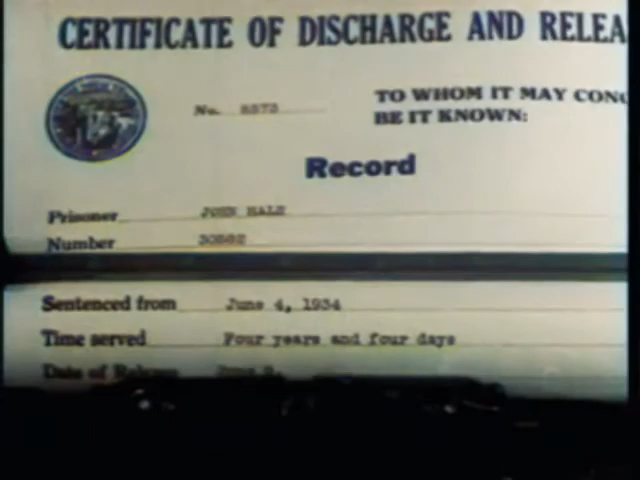 CERTIFICATE OF DISCHARGE AND RELEA
No. 8573
TO WHOM IT MAY CONC
BE IT KNOWN:
Record
Prisoner JOHN HALE
Number 30582
Sentenced from June 4, 1934
Time served Four years and four days
Date of Release June 8,